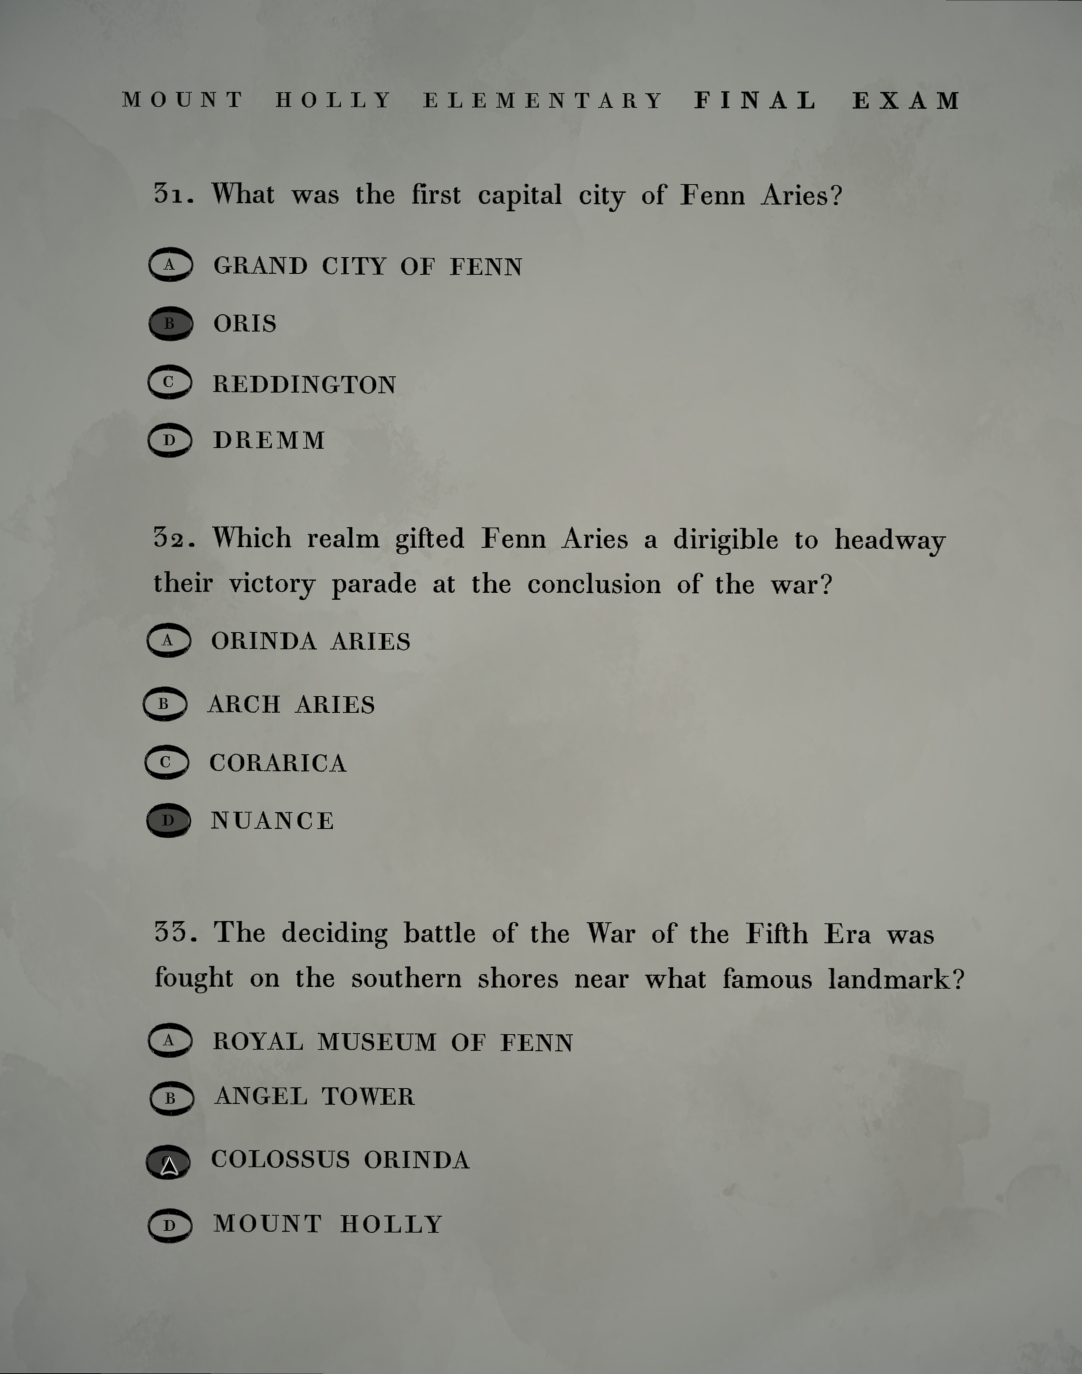 MOUNT HOLLY ELEMENTARY FINAL EXAM
31. What was the first capital city of Fenn Aries?
A GRAND CITY OF FENN
B ORIS
C REDDINGTON
D DREMM
32. Which realm gifted Fenn Aries a dirigible to headway
their victory parade at the conclusion of the war?
A ORINDA ARIES
B ARCH ARIES
C CORARICA
D NUANCE
33. The deciding battle of the War of the Fifth Era was
fought on the southern shores near what famous landmark?
A ROYAL MUSEUM OF FENN
B ANGEL TOWER
COLOSSUS ORINDA
D MOUNT HOLLY